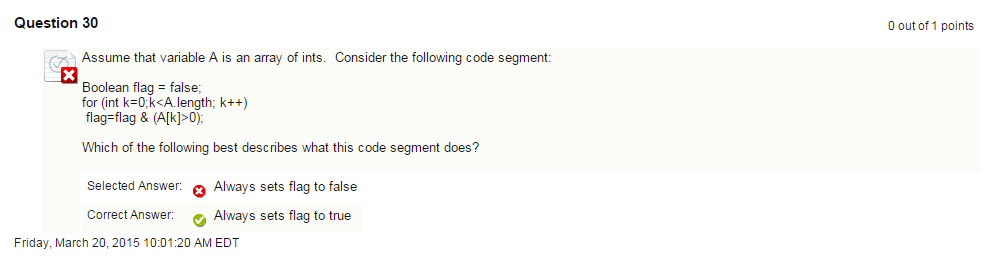 Question 30
0 out of 1 points
Assume that variable A is an array of ints. Consider the following code segment:
Boolean flag = false;
for (int k=0;k<A.length; k++)
flag=flag & (A[k]>0);
Which of the following best describes what this code segment does?
Selected Answer: Always sets flag to false
Correct Answer: Always sets flag to true
Friday, March 20, 2015 10:01:20 AM EDT